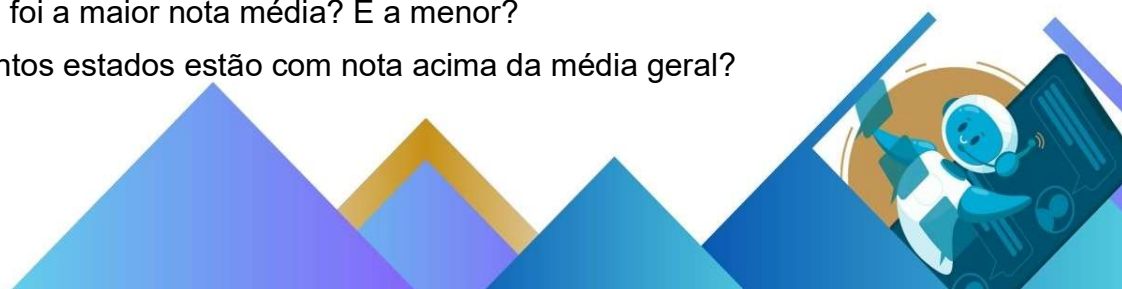 foi a maior nota média? E a menor?
ntos estados estão com nota acima da média geral?